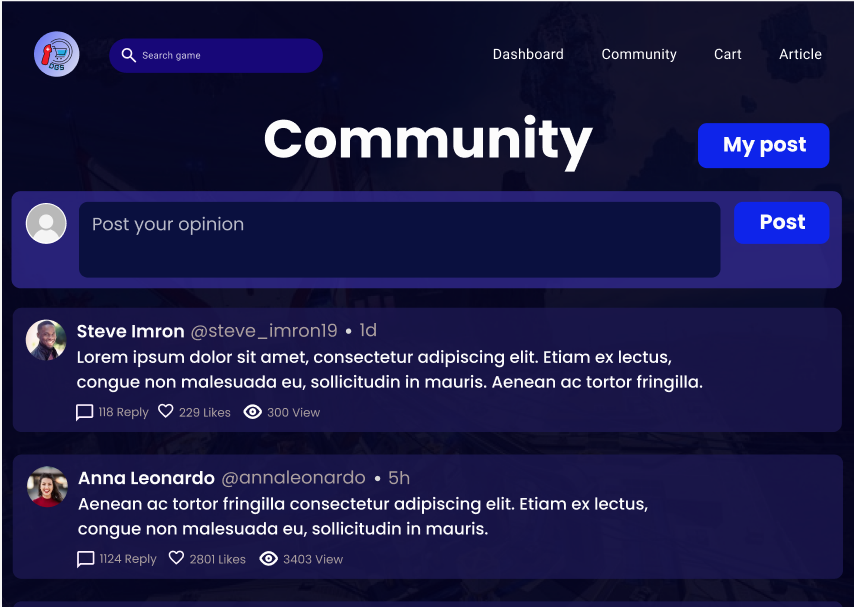 DGS
Search game
Dashboard Community Cart Article
Community
My post
Post your opinion
Post
Steve Imron @steve_imron19 • 1d
Lorem ipsum dolor sit amet, consectetur adipiscing elit. Etiam ex lectus,
congue non malesuada eu, sollicitudin in mauris. Aenean ac tortor fringilla.
118 Reply 229 Likes 300 View
Anna Leonardo @annaleonardo • 5h
Aenean ac tortor fringilla consectetur adipiscing elit. Etiam ex lectus,
congue non malesuada eu, sollicitudin in mauris.
1124 Reply 2801 Likes 3403 View